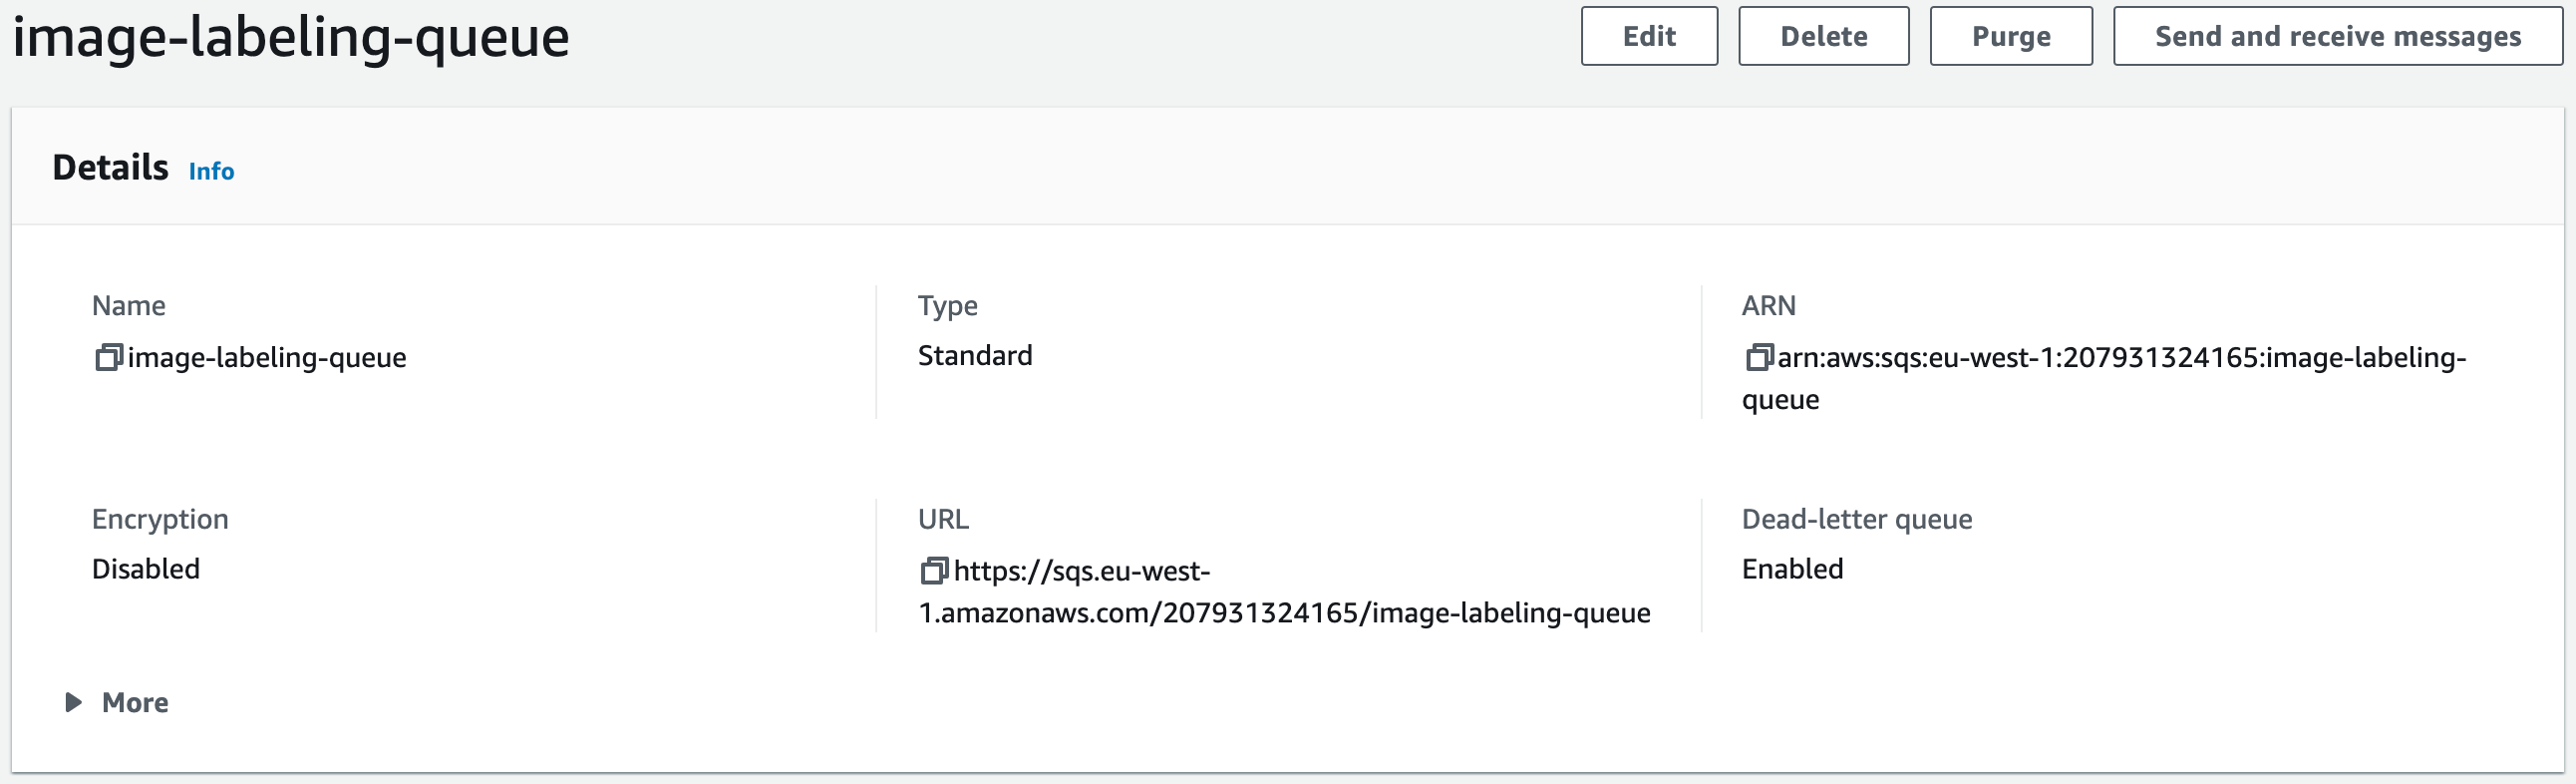 image-labeling-queue
Edit
Delete
Purge
Send and receive messages
Details Info
Name
image-labeling-queue
Type
Standard
ARN
arn:aws:sqs:eu-west-1:207931324165:image-labeling-
queue
Encryption
Disabled
URL
https://sqs.eu-west-
1.amazonaws.com/207931324165/image-labeling-queue
Dead-letter queue
Enabled
More